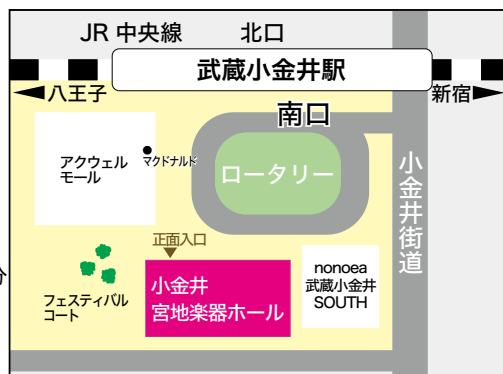 JR 中央線 北口
武蔵小金井駅
八王子
新宿
南口
アクウェル
モール
マクドナルド
ロータリー
小金井街道
正面入口
小金井
宮地楽器ホール
nonoea
武蔵小金井
SOUTH
フェスティバル
コート
分